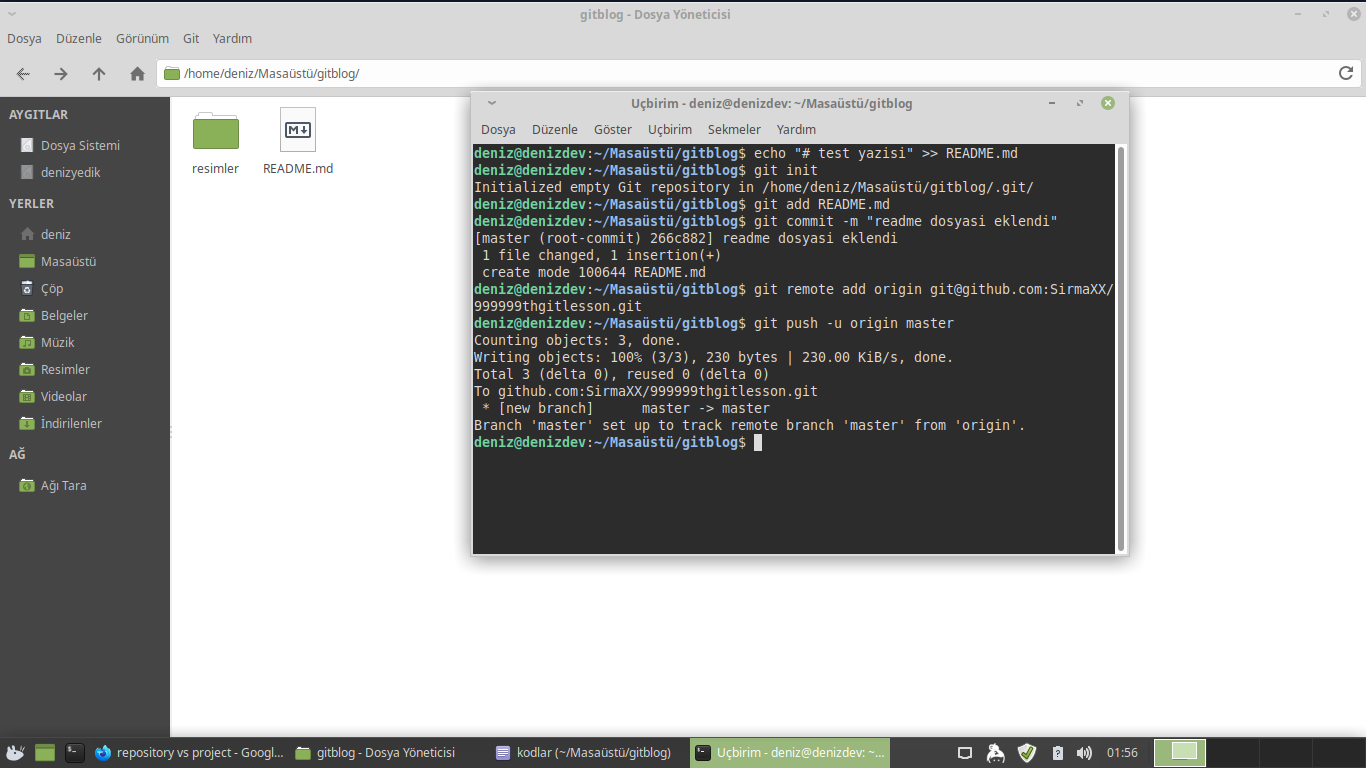 gitblog - Dosya Yöneticisi
Dosya Düzenle Görünüm Git Yardım
/home/deniz/Masaüstü/gitblog/
AYGITLAR
Dosya Sistemi
denizyedik
YERLER
deniz
Masaüstü
Çöp
Belgeler
Müzik
Resimler
Videolar
İndirilenler
AĞ
Ağı Tara
resimler
README.md
Uçbirim - deniz@denizdev: ~/Masaüstü/gitblog
Dosya Düzenle Göster Uçbirim Sekmeler Yardım
deniz@denizdev:~/Masaüstü/gitblog$ echo "# test yazisi" >> README.md
deniz@denizdev:~/Masaüstü/gitblog$ git init
Initialized empty Git repository in /home/deniz/Masaüstü/gitblog/.git/
deniz@denizdev:~/Masaüstü/gitblog$ git add README.md
deniz@denizdev:~/Masaüstü/gitblog$ git commit -m "readme dosyasi eklendi"
[master (root-commit) 266c882] readme dosyasi eklendi
 1 file changed, 1 insertion(+)
 create mode 100644 README.md
deniz@denizdev:~/Masaüstü/gitblog$ git remote add origin git@github.com:SirmaXX/
999999thgitlesson.git
deniz@denizdev:~/Masaüstü/gitblog$ git push -u origin master
Counting objects: 3, done.
Writing objects: 100% (3/3), 230 bytes | 230.00 KiB/s, done.
Total 3 (delta 0), reused 0 (delta 0)
To github.com:SirmaXX/999999thgitlesson.git
 * [new branch]      master -> master
Branch 'master' set up to track remote branch 'master' from 'origin'.
deniz@denizdev:~/Masaüstü/gitblog$
repository vs project - Googl...
gitblog - Dosya Yöneticisi
kodlar (~/Masaüstü/gitblog)
Uçbirim - deniz@denizdev: ~...
01:56